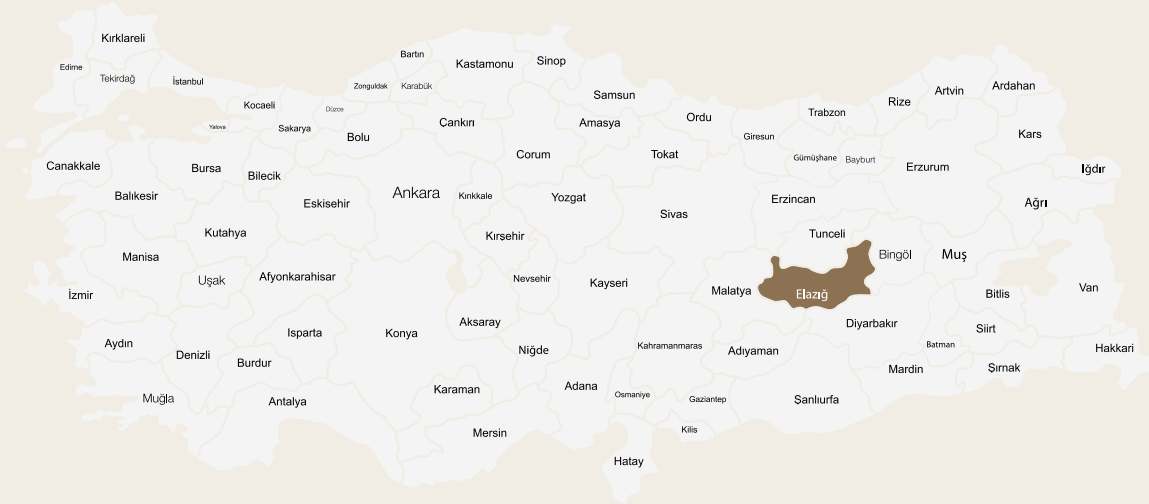 Kırklareli
Edirne
Tekirdağ
İstanbul
Kocaeli
Yalova
Sakarya
Düzce
Bolu
Zonguldak
Bartın
Karabük
Kastamonu
Sinop
Çankırı
Samsun
Amasya
Corum
Ordu
Tokat
Giresun
Trabzon
Gümüşhane
Bayburt
Rize
Artvin
Ardahan
Kars
Iğdır
Erzurum
Ağrı
Erzincan
Canakkale
Balıkesir
Bursa
Bilecik
Eskisehir
Ankara
Kırıkkale
Yozgat
Sivas
Kutahya
Manisa
Uşak
Afyonkarahisar
Kırşehir
Nevsehir
Kayseri
Tunceli
Bingöl
Muş
Elazığ
Malatya
Bitlis
Van
İzmir
Aydın
Denizli
Isparta
Burdur
Konya
Aksaray
Niğde
Kahramanmaras
Adıyaman
Diyarbakır
Batman
Siirt
Hakkari
Mardin
Şırnak
Muğla
Antalya
Karaman
Mersin
Adana
Osmaniye
Gaziantep
Şanlıurfa
Kilis
Hatay